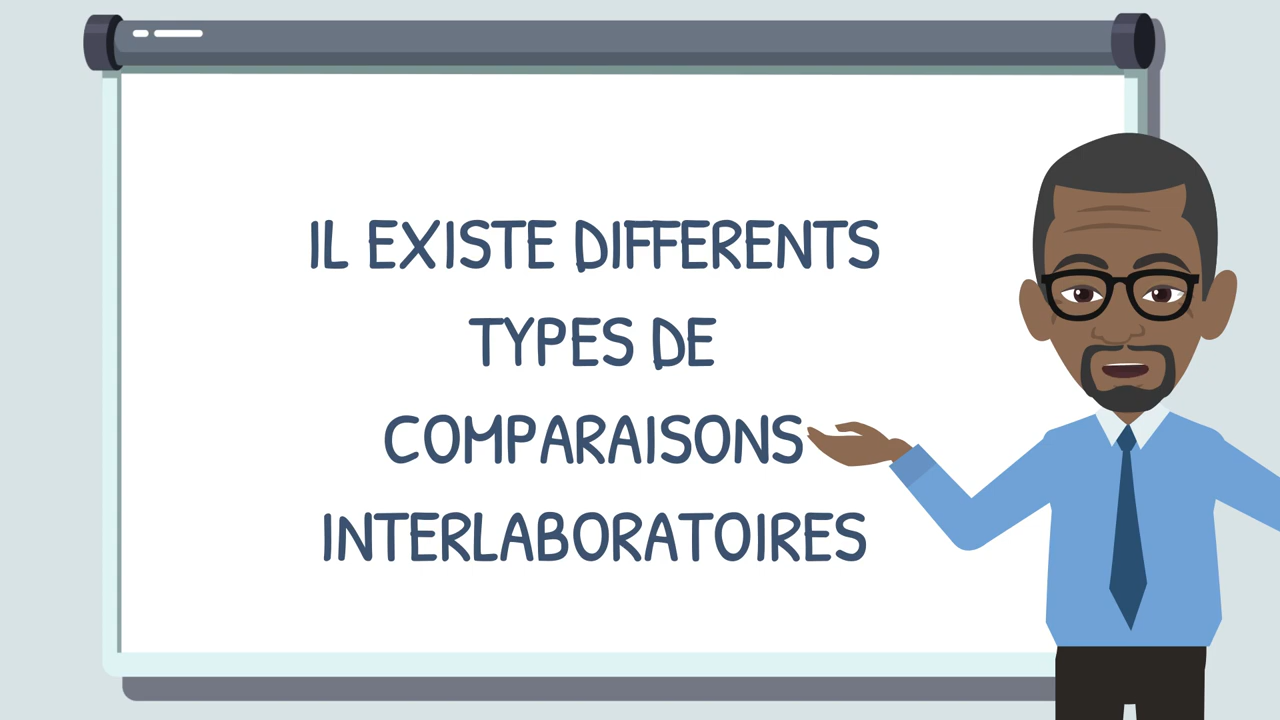 IL EXISTE DIFFERENTS
TYPES DE
COMPARAISONS
INTERLABORATOIRES